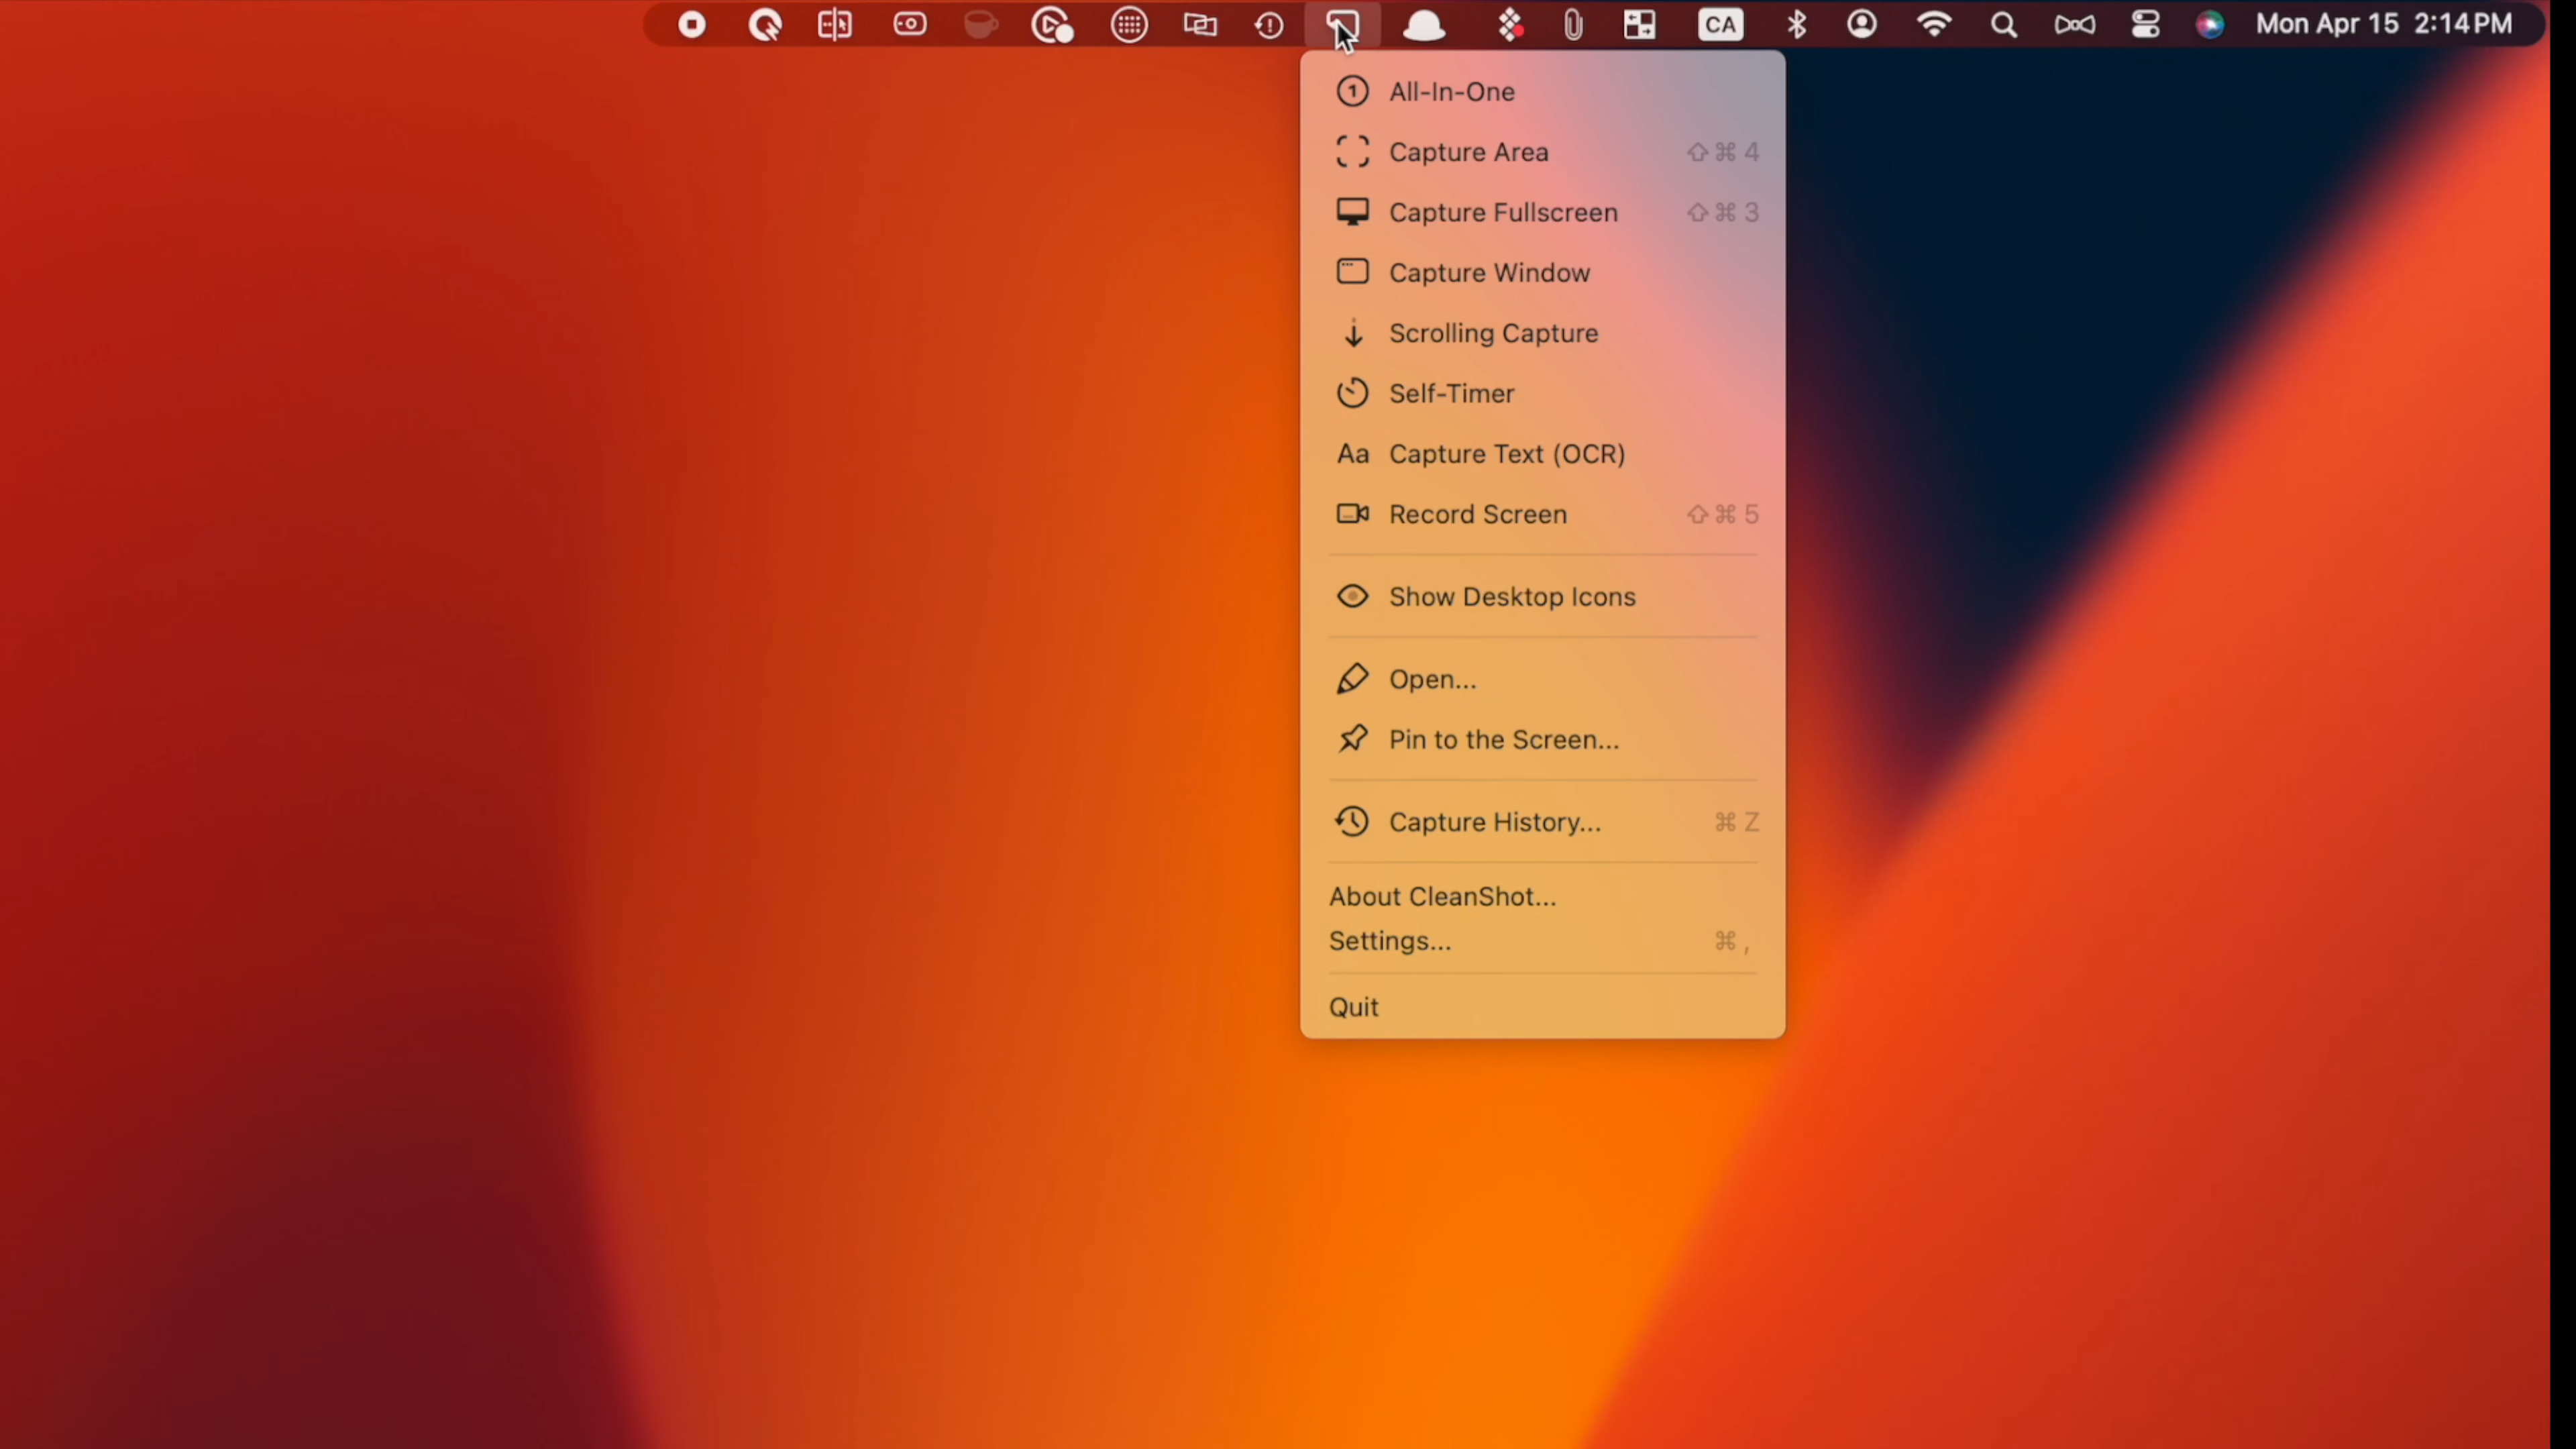 CA
Mon Apr 15 2:14 PM
All-In-One
Capture Area ⇧⌘ 4
Capture Fullscreen ⇧⌘ 3
Capture Window
Scrolling Capture
Self-Timer
Aa Capture Text (OCR)
Record Screen ⇧⌘ 5
Show Desktop Icons
Open...
Pin to the Screen...
Capture History... ⌘ Z
About CleanShot...
Settings... ⌘ ,
Quit